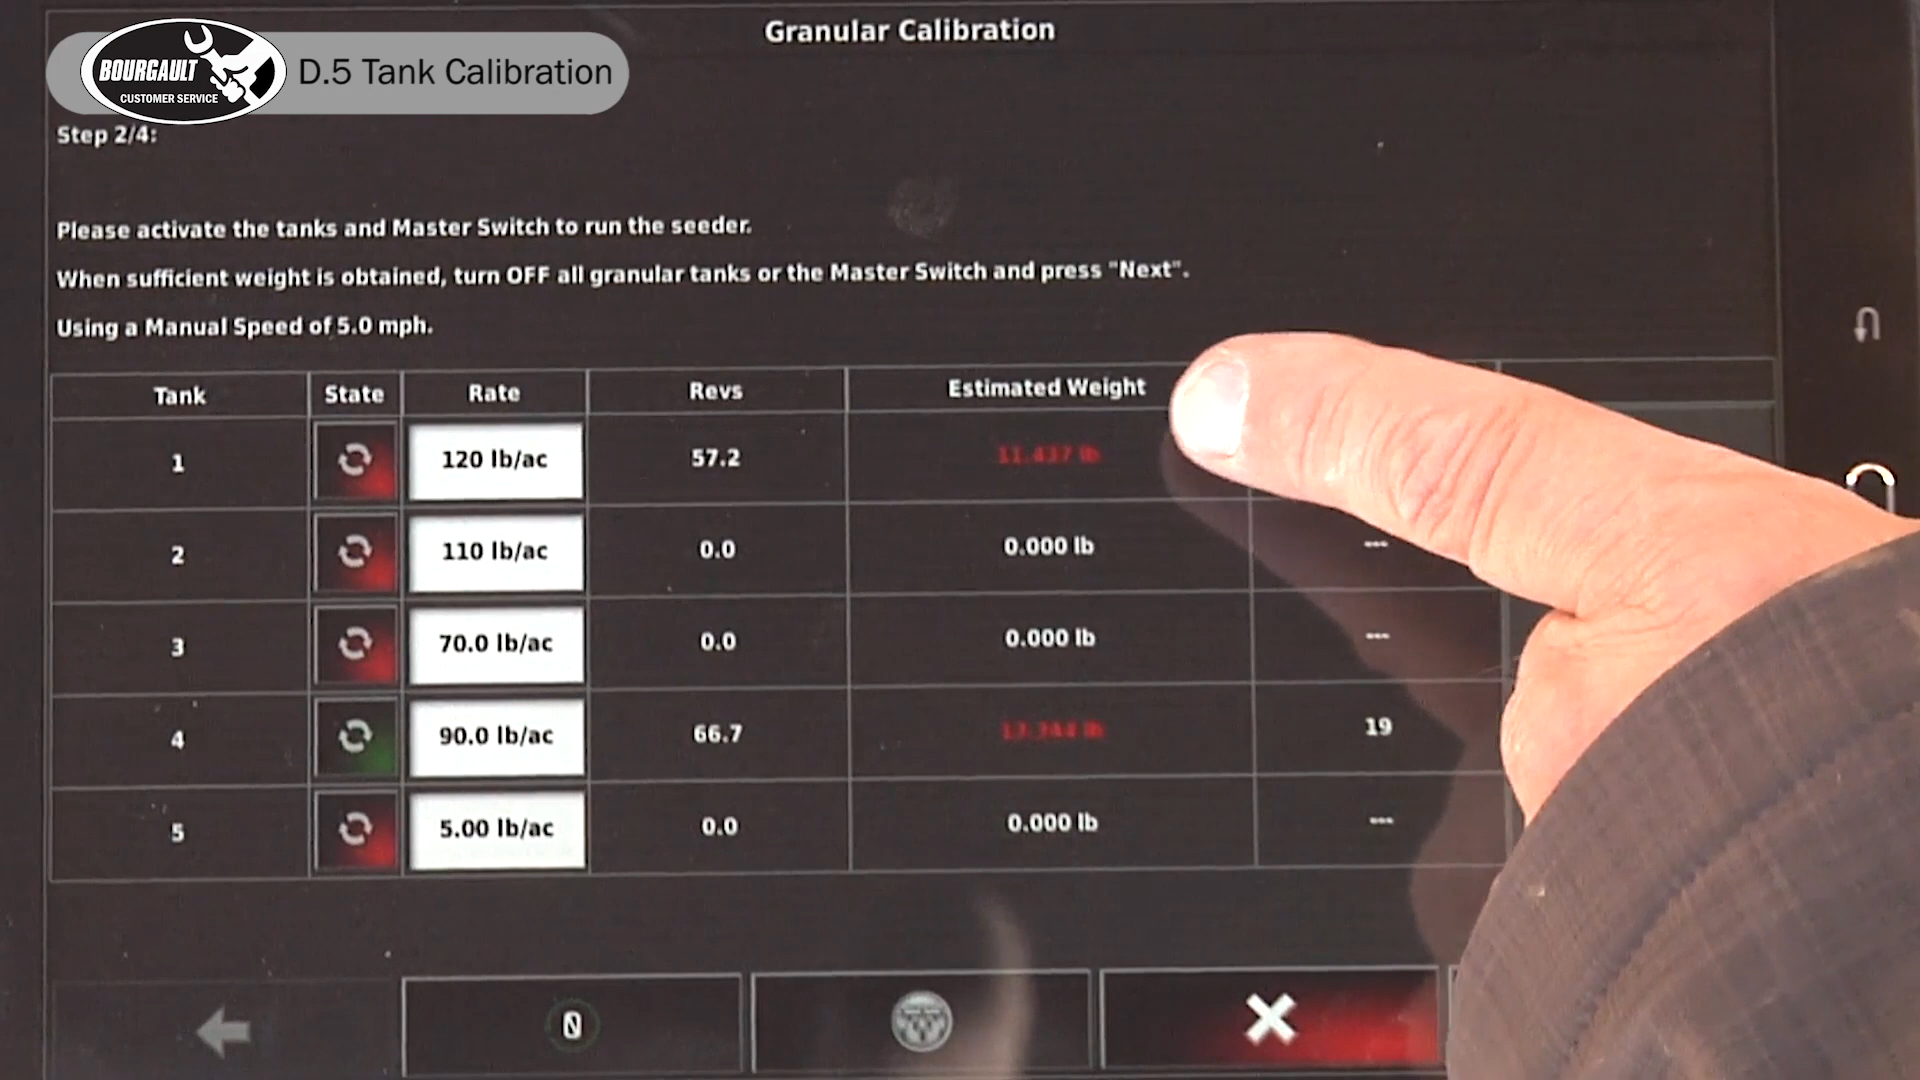 Granular Calibration
BOURGAULT
CUSTOMER SERVICE
D.5 Tank Calibration
Step 2/4:
Please activate the tanks and Master Switch to run the seeder.
When sufficient weight is obtained, turn OFF all granular tanks or the Master Switch and press "Next".
Using a Manual Speed of 5.0 mph.
Tank State Rate Revs Estimated Weight
1 120 lb/ac 57.2 11.437 lb
2 110 lb/ac 0.0 0.000 lb ---
3 70.0 lb/ac 0.0 0.000 lb ---
4 90.0 lb/ac 66.7 lb 19
5 5.00 lb/ac 0.0 0.000 lb ---
0